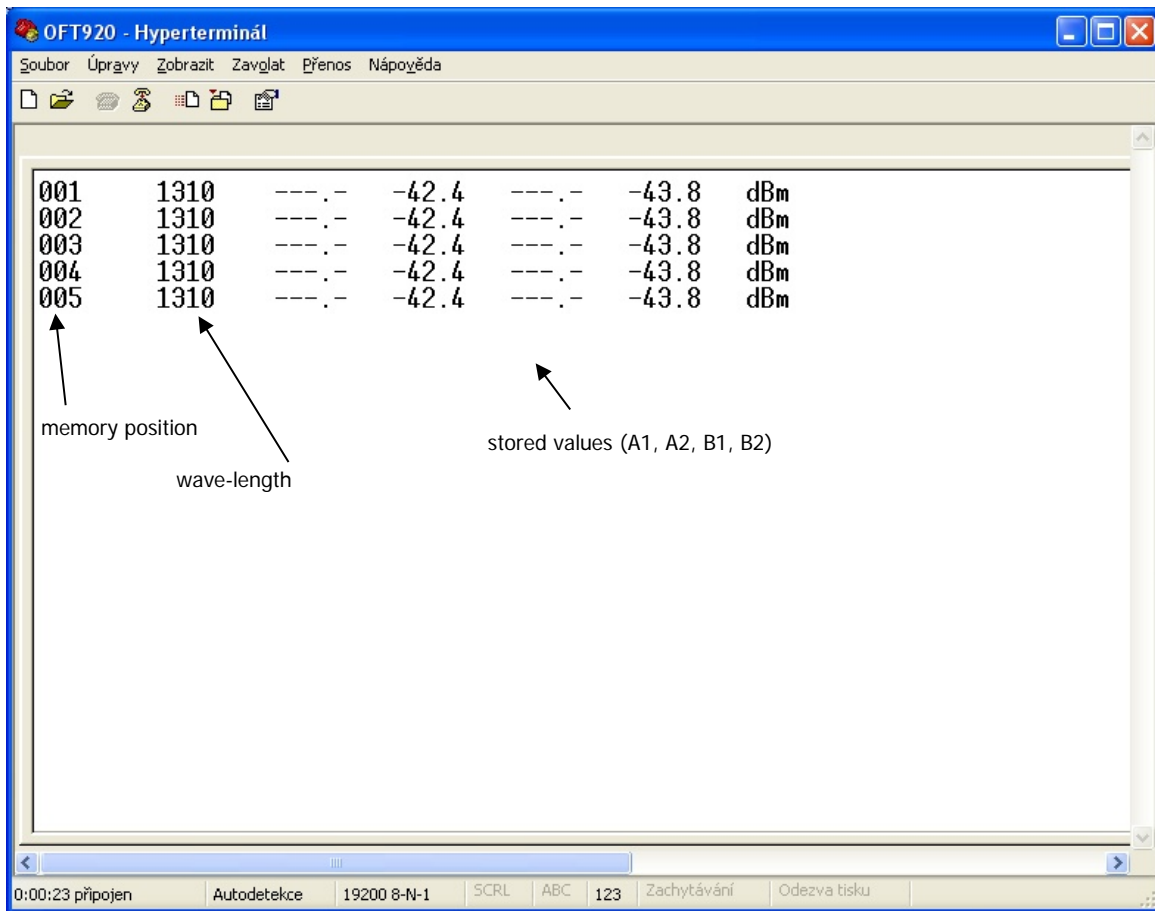 OFT920 - Hyperterminál
Soubor Úpravy Zobrazit Zavolat Přenos Nápověda
001 1310 ---.- -42.4 ---.- -43.8 dBm
002 1310 ---.- -42.4 ---.- -43.8 dBm
003 1310 ---.- -42.4 ---.- -43.8 dBm
004 1310 ---.- -42.4 ---.- -43.8 dBm
005 1310 ---.- -42.4 ---.- -43.8 dBm
memory position
stored values (A1, A2, B1, B2)
wave-length
0:00:23 připojen Autodetekce 19200 8-N-1 SCRL ABC 123 Zachytávání Odezva tisku